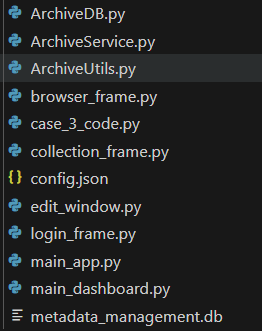 ArchiveDB.py
ArchiveService.py
ArchiveUtils.py
browser_frame.py
case_3_code.py
collection_frame.py
{} config.json
edit_window.py
login_frame.py
main_app.py
main_dashboard.py
metadata_management.db